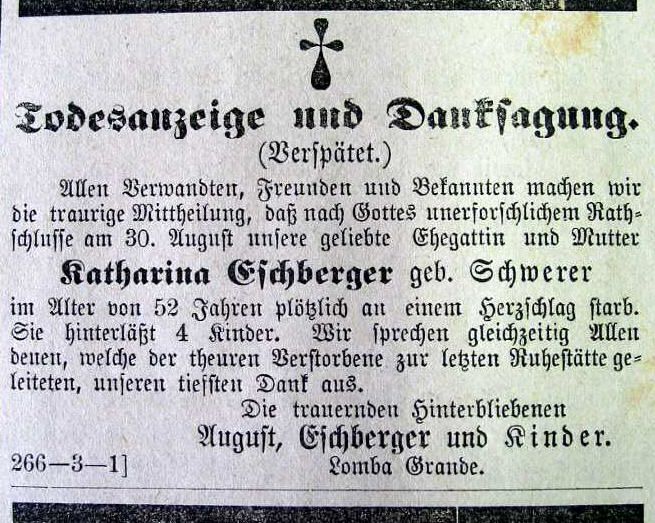 Todesanzeige und Danksagung.
(Verspätet.)
Allen Verwandten, Freunden und Bekannten machen wir
die traurige Mittheilung, daß nach Gottes unerforschlichem Rath-
schlusse am 30. August unsere geliebte Ehegattin und Mutter
Katharina Eschberger geb. Schwerer
im Alter von 52 Jahren plötzlich an einem Herzschlag starb.
Sie hinterläßt 4 Kinder. Wir sprechen gleichzeitig Allen
denen, welche der theuren Verstorbene zur letzten Ruhestätte ge-
leiteten, unseren tiefsten Dank aus.
Die trauernden Hinterbliebenen
August, Eschberger und Kinder.
266—3—1] Lomba Grande.